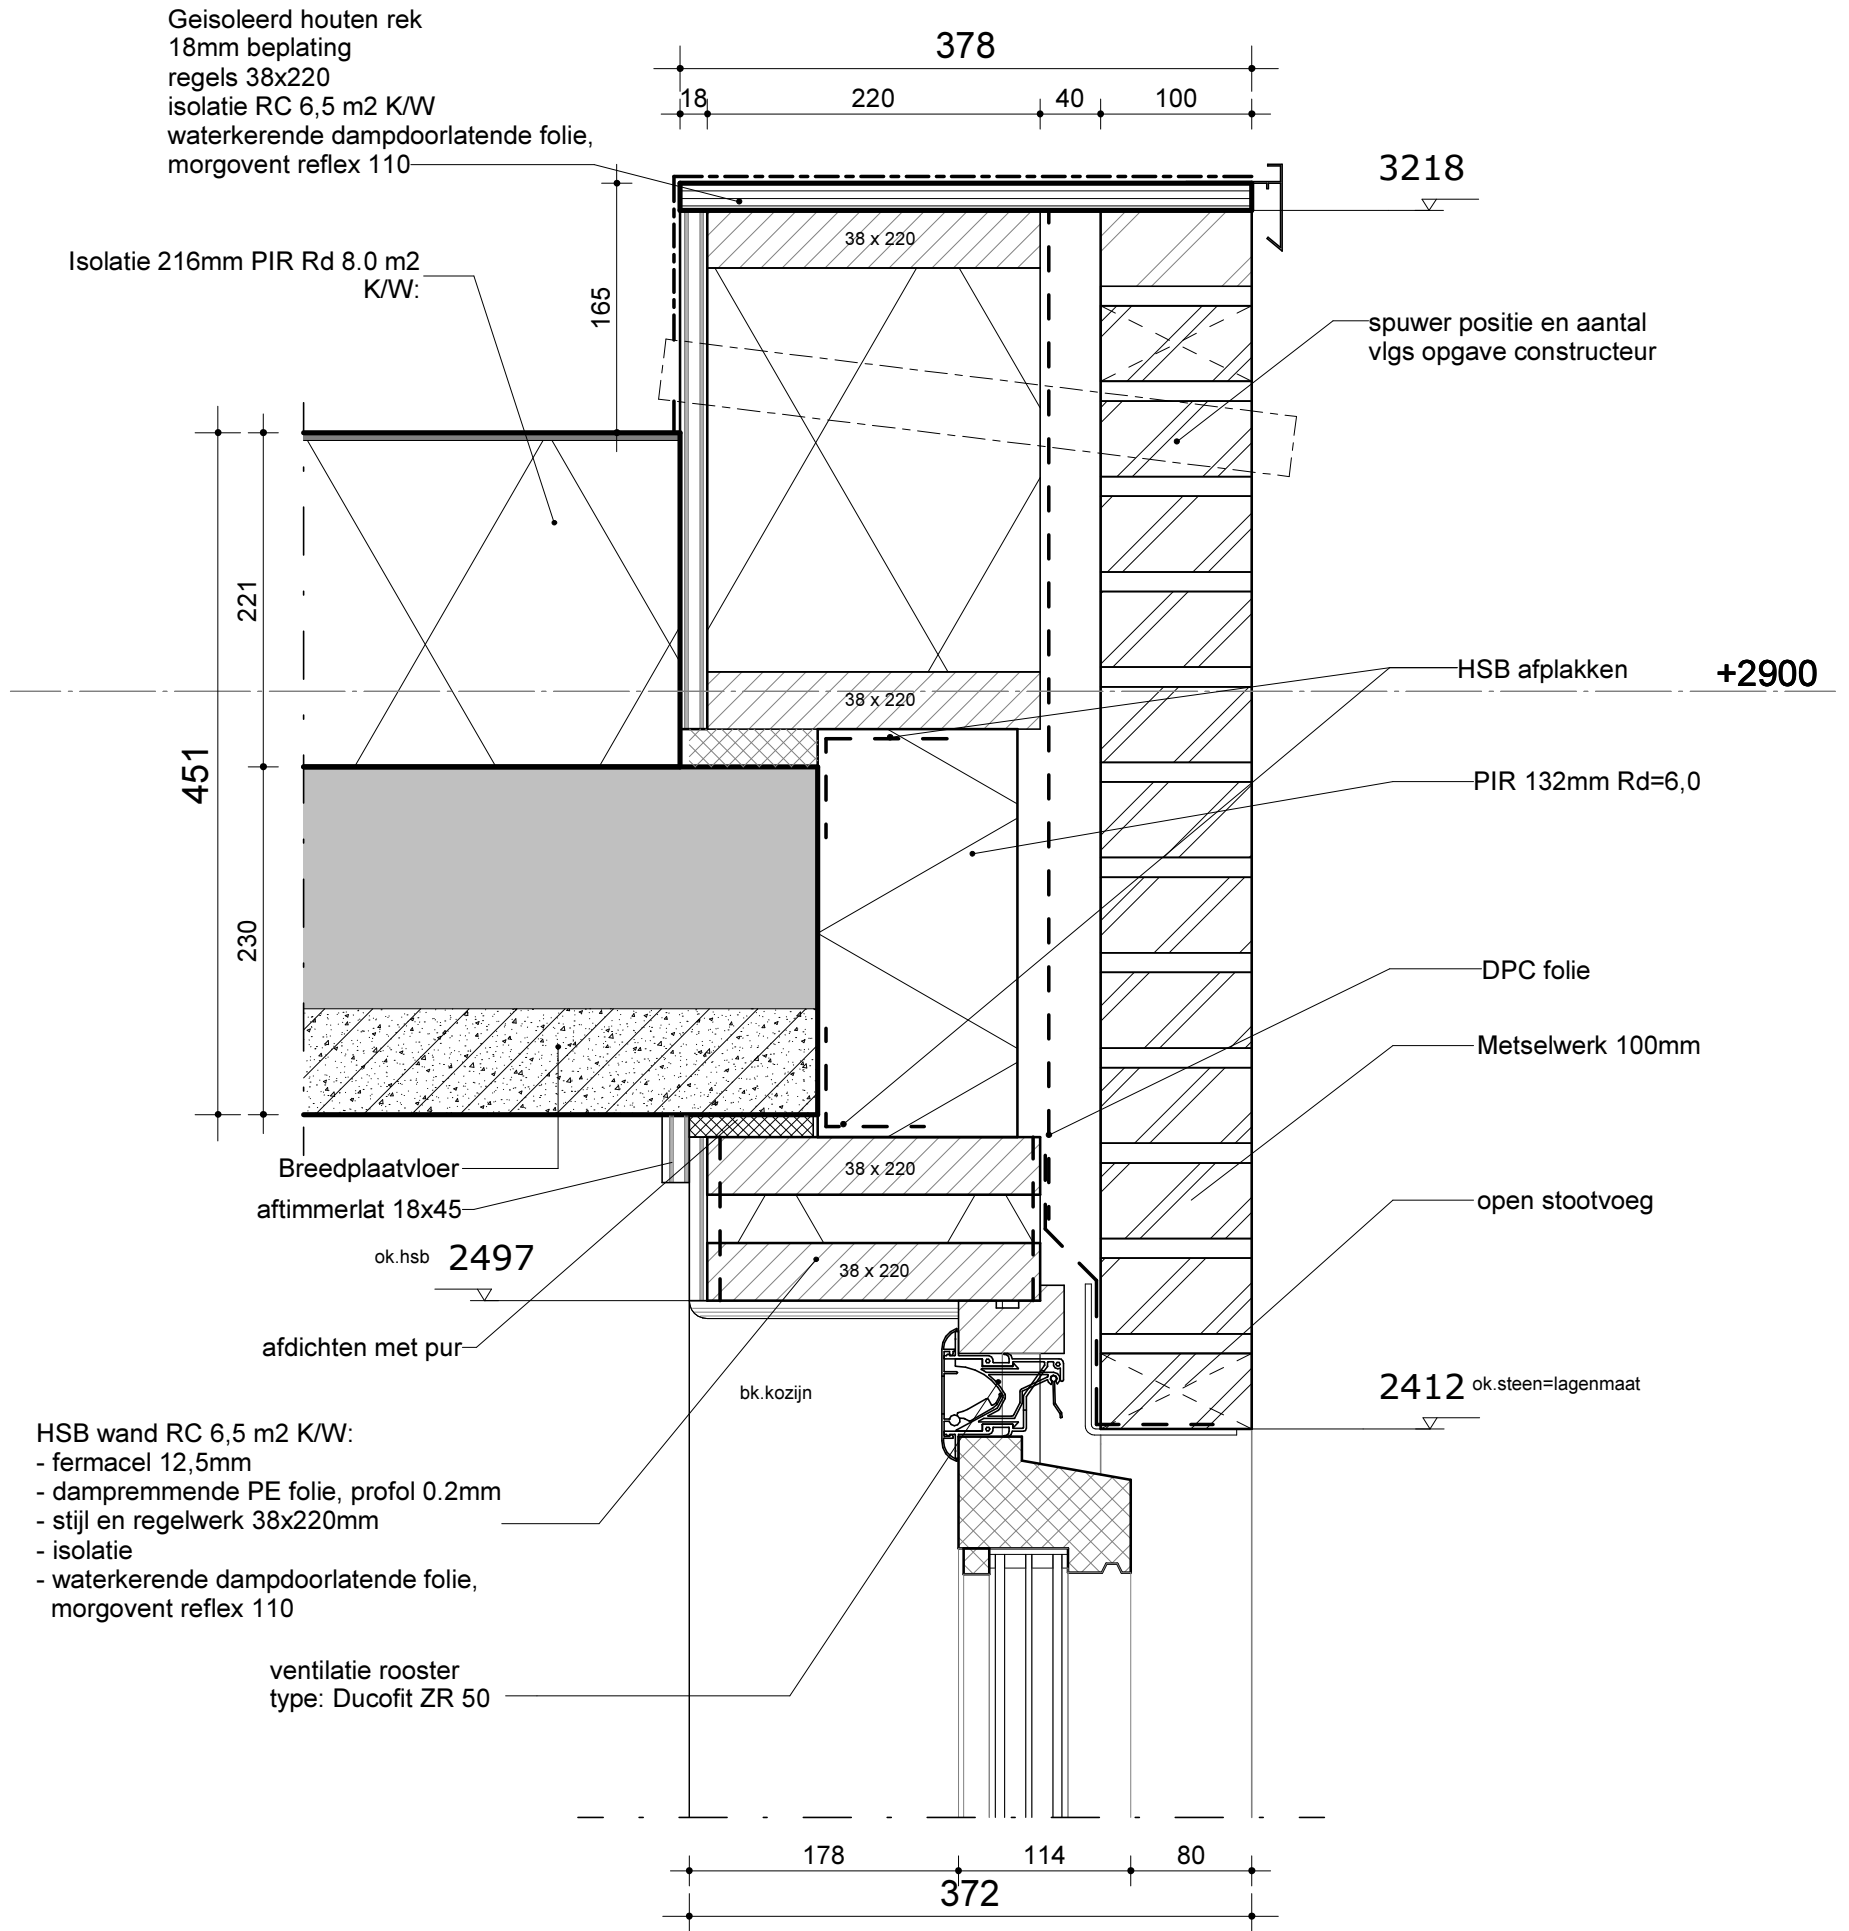 Geisoleerd houten rek
18mm beplating
regels 38x220
isolatie RC 6,5 m2 K/W
waterkerende dampdoorlatende folie,
morgovent reflex 110
378
18
220
40
100
3218
38 x 220
Isolatie 216mm PIR Rd 8.0 m2
K/W:
165
spuwer positie en aantal
vlgs opgave constructeur
221
HSB afplakken
+2900
38 x 220
451
PIR 132mm Rd=6,0
230
DPC folie
Metselwerk 100mm
Breedplaatvloer
38 x 220
aftimmerlat 18x45
open stootvoeg
ok.hsb 2497
38 x 220
afdichten met pur
bk.kozijn
2412 ok.steen=lagenmaat
HSB wand RC 6,5 m2 K/W:
- fermacel 12,5mm
- dampremmende PE folie, profol 0.2mm
- stijl en regelwerk 38x220mm
- isolatie
- waterkerende dampdoorlatende folie,
morgovent reflex 110
ventilatie rooster
type: Ducofit ZR 50
178
114
80
372